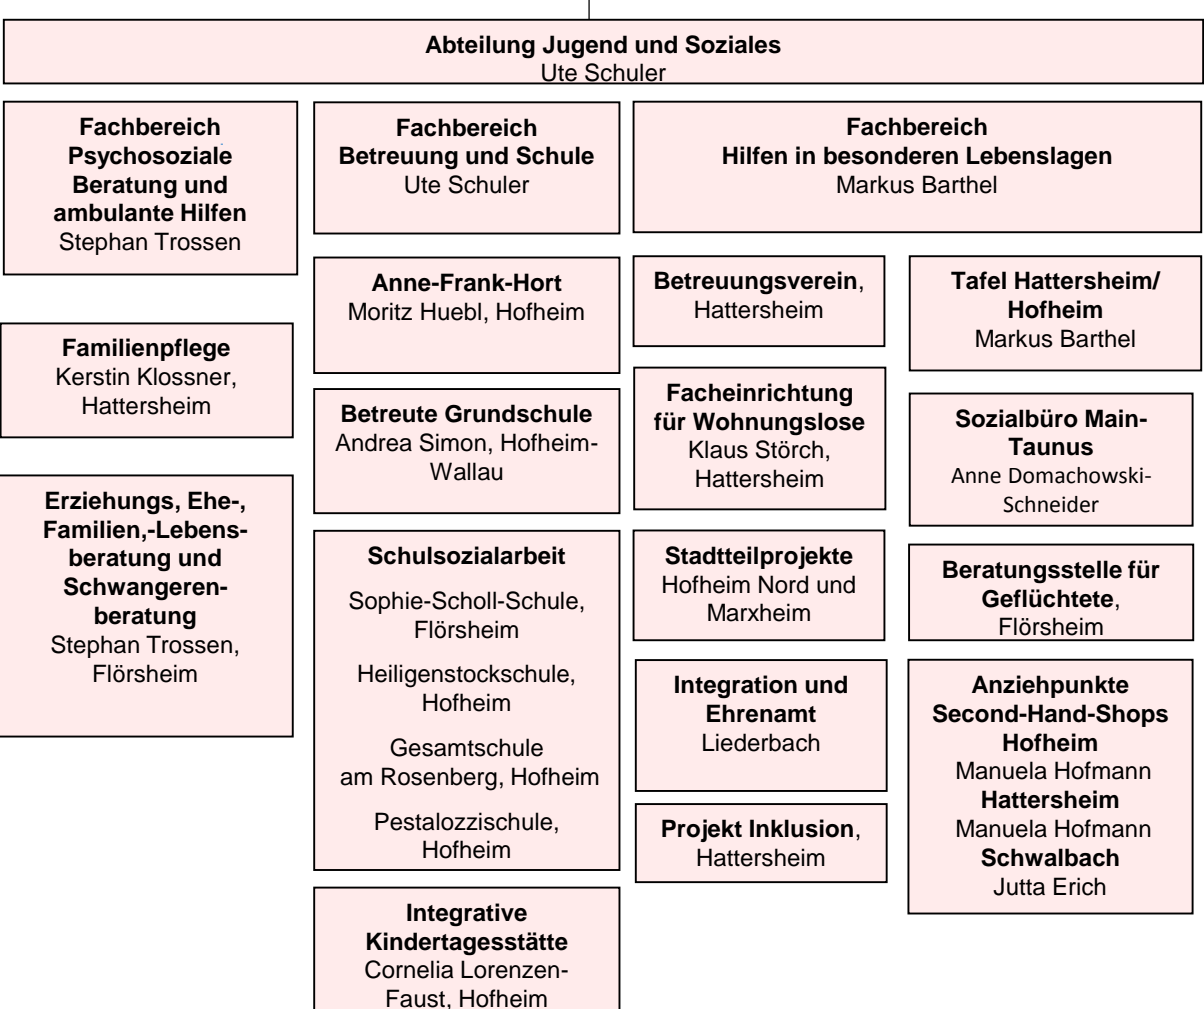 Abteilung Jugend und Soziales
Ute Schuler
Fachbereich
Psychosoziale
Beratung und
ambulante Hilfen
Stephan Trossen
Familienpflege
Kerstin Klossner,
Hattersheim
Erziehungs, Ehe-,
Familien,-Lebens-
beratung und
Schwangeren-
beratung
Stephan Trossen,
Flörsheim
Fachbereich
Betreuung und Schule
Ute Schuler
Anne-Frank-Hort
Moritz Huebl, Hofheim
Betreute Grundschule
Andrea Simon, Hofheim-
Wallau
Schulsozialarbeit
Sophie-Scholl-Schule,
Flörsheim
Heiligenstockschule,
Hofheim
Gesamtschule
am Rosenberg, Hofheim
Pestalozzischule,
Hofheim
Integrative
Kindertagesstätte
Cornelia Lorenzen-
Faust, Hofheim
Fachbereich
Hilfen in besonderen Lebenslagen
Markus Barthel
Betreuungsverein,
Hattersheim
Facheinrichtung
für Wohnungslose
Klaus Störch,
Hattersheim
Stadtteilprojekte
Hofheim Nord und
Marxheim
Integration und
Ehrenamt
Liederbach
Projekt Inklusion,
Hattersheim
Tafel Hattersheim/
Hofheim
Markus Barthel
Sozialbüro Main-
Taunus
Anne Domachowski-
Schneider
Beratungsstelle für
Geflüchtete,
Flörsheim
Anziehpunkte
Second-Hand-Shops
Hofheim
Manuela Hofmann
Hattersheim
Manuela Hofmann
Schwalbach
Jutta Erich